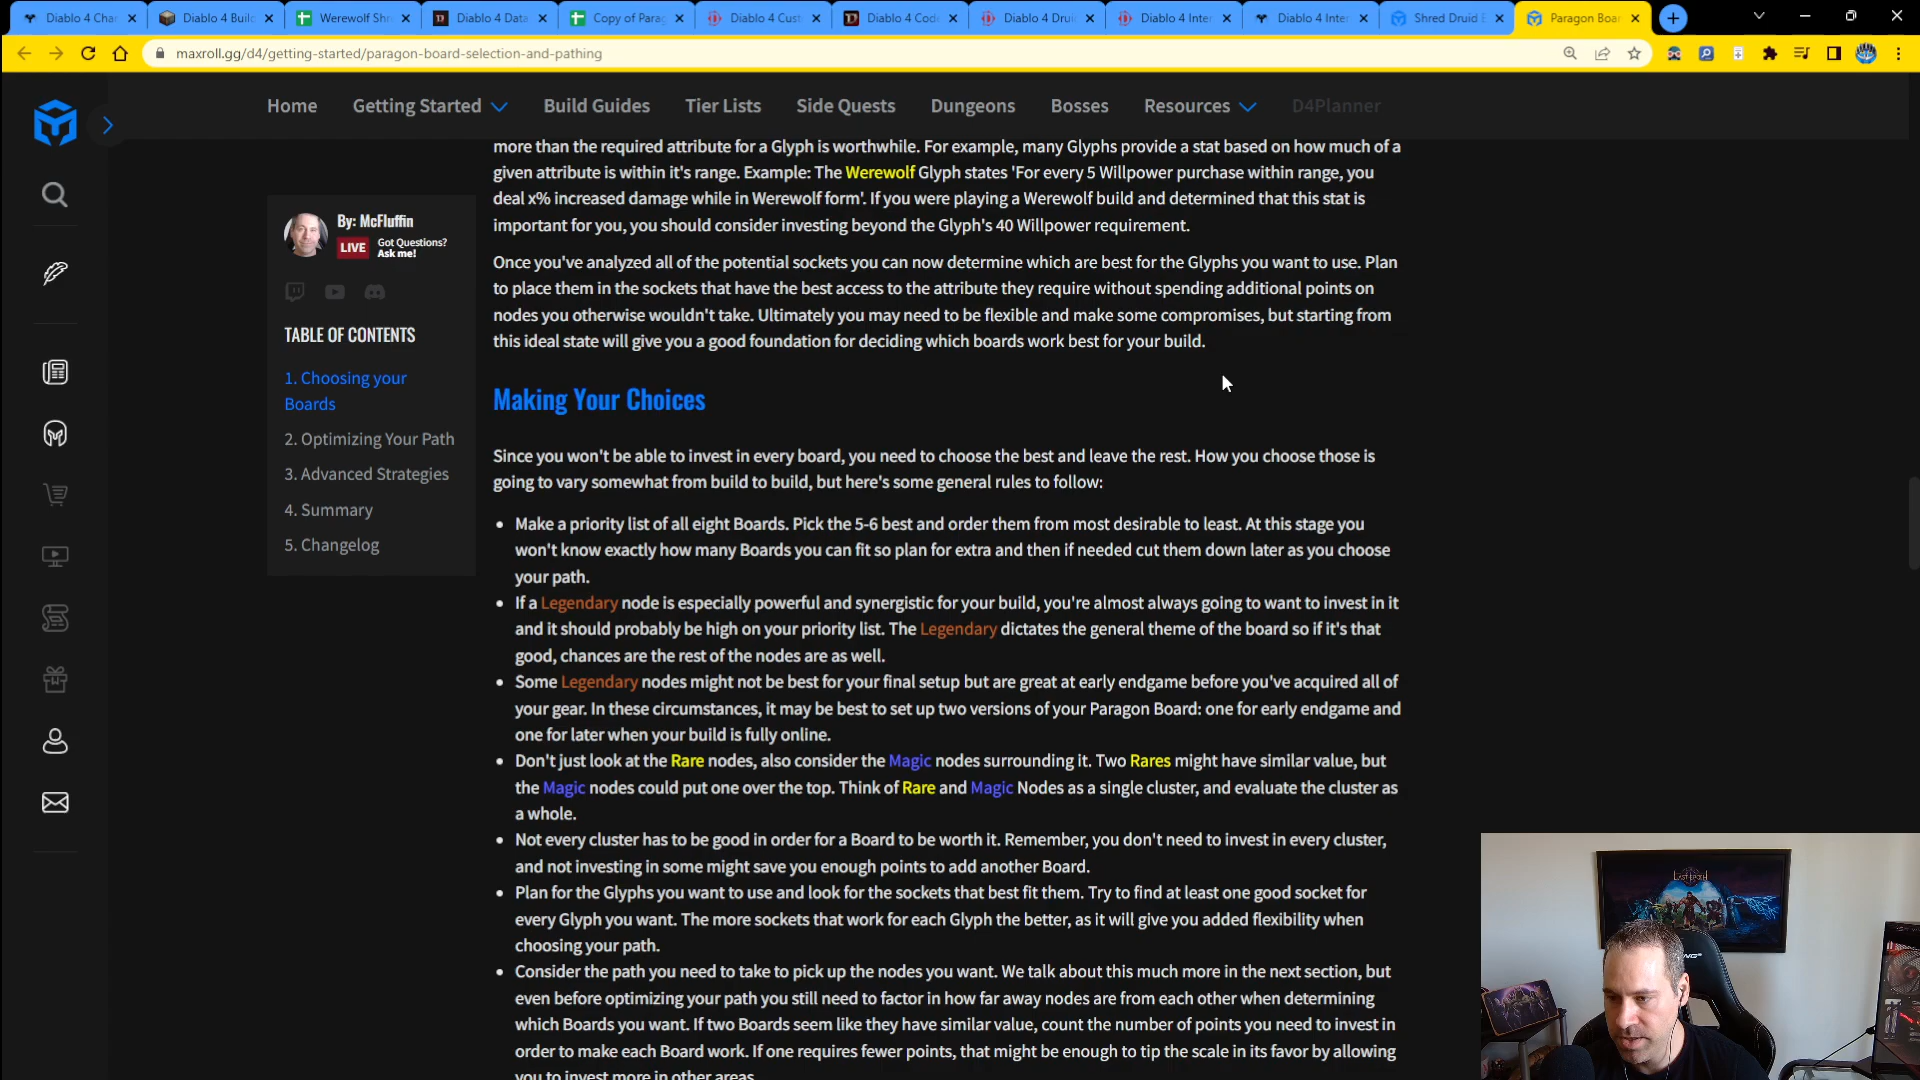 Diablo 4 Char
Diablo 4 Build
Werewolf Shr
Diablo 4 Data
Copy of Parag
Diablo 4 Cust
Diablo 4 Cod
Diablo 4 Drui
Diablo 4 Inter
Diablo 4 Inter
Shred Druid E
Paragon Boar
maxroll.gg/d4/getting-started/paragon-board-selection-and-pathing
Home
Getting Started
Build Guides
Tier Lists
Side Quests
Dungeons
Bosses
Resources
D4Planner
more than the required attribute for a Glyph is worthwhile. For example, many Glyphs provide a stat based on how much of a
given attribute is within it's range. Example: The Werewolf Glyph states 'For every 5 Willpower purchase within range, you
deal x% increased damage while in Werewolf form'. If you were playing a Werewolf build and determined that this stat is
important for you, you should consider investing beyond the Glyph's 40 Willpower requirement.
By: McFluffin
LIVE
Got Questions?
Ask me!
TABLE OF CONTENTS
1. Choosing your
Boards
2. Optimizing Your Path
3. Advanced Strategies
4. Summary
5. Changelog
Once you've analyzed all of the potential sockets you can now determine which are best for the Glyphs you want to use. Plan
to place them in the sockets that have the best access to the attribute they require without spending additional points on
nodes you otherwise wouldn't take. Ultimately you may need to be flexible and make some compromises, but starting from
this ideal state will give you a good foundation for deciding which boards work best for your build.
Making Your Choices
Since you won't be able to invest in every board, you need to choose the best and leave the rest. How you choose those is
going to vary somewhat from build to build, but here's some general rules to follow:
• Make a priority list of all eight Boards. Pick the 5-6 best and order them from most desirable to least. At this stage you
won't know exactly how many Boards you can fit so plan for extra and then if needed cut them down later as you choose
your path.
• If a Legendary node is especially powerful and synergistic for your build, you're almost always going to want to invest in it
and it should probably be high on your priority list. The Legendary dictates the general theme of the board so if it's that
good, chances are the rest of the nodes are as well.
• Some Legendary nodes might not be best for your final setup but are great at early endgame before you've acquired all of
your gear. In these circumstances, it may be best to set up two versions of your Paragon Board: one for early endgame and
one for later when your build is fully online.
• Don't just look at the Rare nodes, also consider the Magic nodes surrounding it. Two Rares might have similar value, but
the Magic nodes could put one over the top. Think of Rare and Magic Nodes as a single cluster, and evaluate the cluster as
a whole.
• Not every cluster has to be good in order for a Board to be worth it. Remember, you don't need to invest in every cluster,
and not investing in some might save you enough points to add another Board.
• Plan for the Glyphs you want to use and look for the sockets that best fit them. Try to find at least one good socket for
every Glyph you want. The more sockets that work for each Glyph the better, as it will give you added flexibility when
choosing your path.
• Consider the path you need to take to pick up the nodes you want. We talk about this much more in the next section, but
even before optimizing your path you still need to factor in how far away nodes are from each other when determining
which Boards you want. If two Boards seem like they have similar value, count the number of points you need to invest in
order to make each Board work. If one requires fewer points, that might be enough to tip the scale in its favor by allowing
you to invest more in other areas.
LAST EPOCH